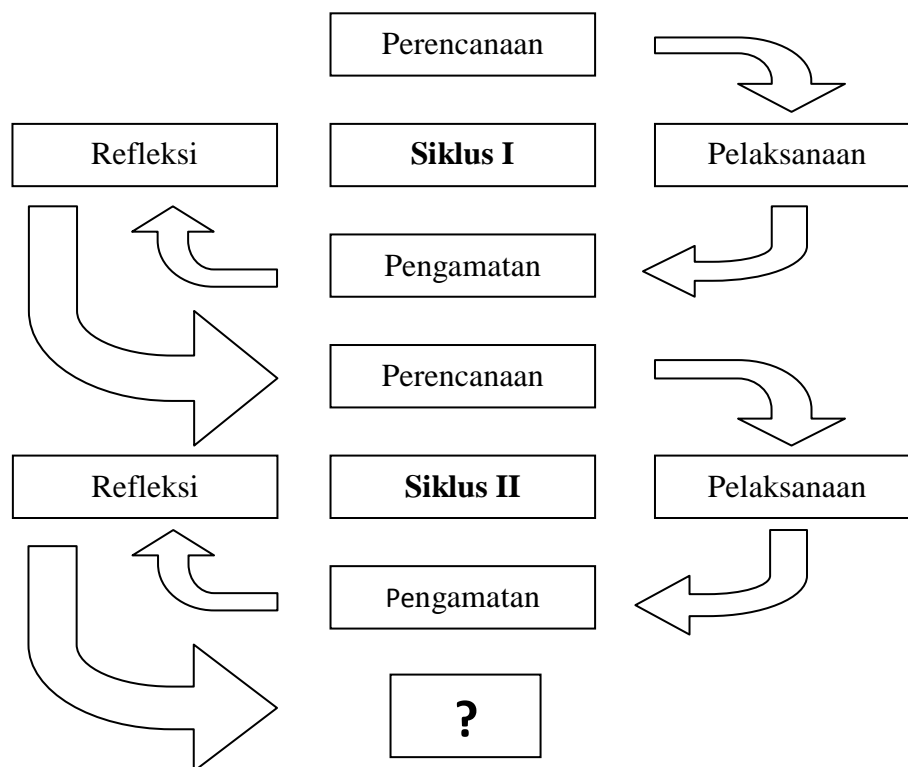 Perencanaan
Refleksi
Siklus I
Pelaksanaan
Pengamatan
Perencanaan
Refleksi
Siklus II
Pelaksanaan
Pengamatan
?